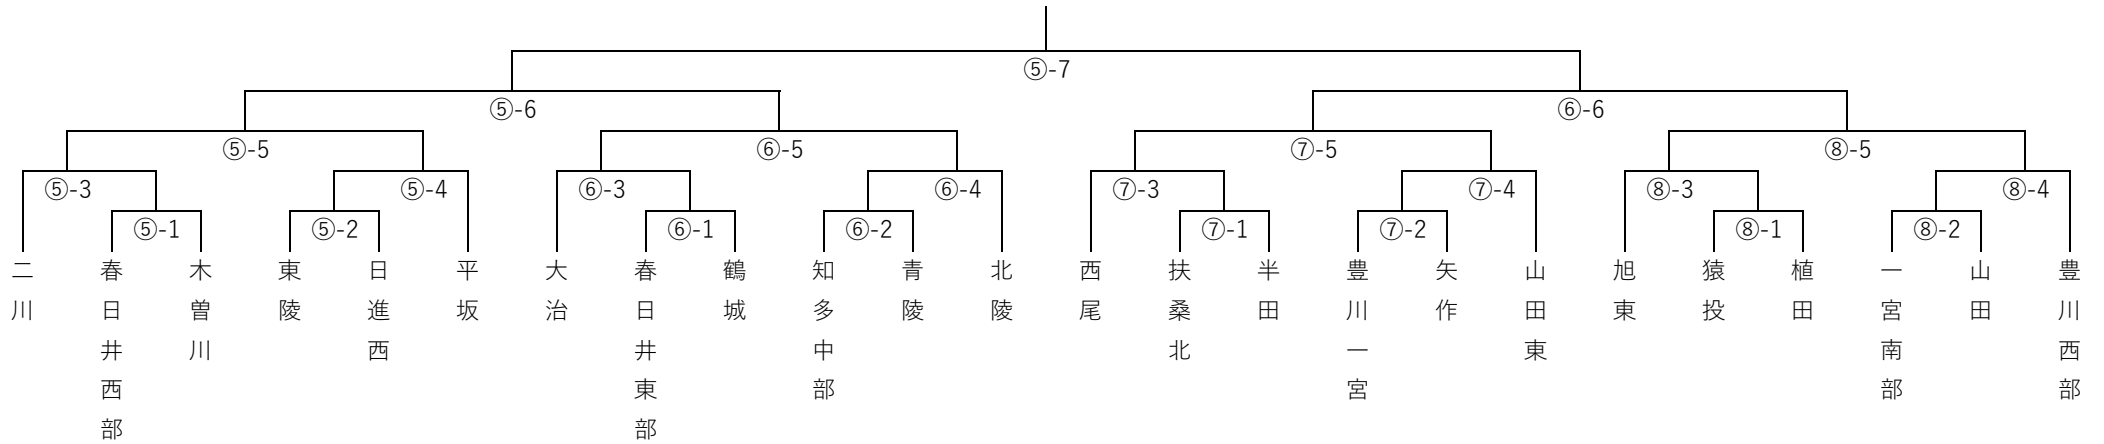 ⑤-7
⑤-6
⑥-6
⑤-5
⑥-5
⑦-5
⑧-5
⑤-3
⑤-4
⑥-3
⑥-4
⑦-3
⑦-4
⑧-3
⑧-4
⑤-1
⑤-2
⑥-1
⑥-2
⑦-1
⑦-2
⑧-1
⑧-2
二川
春日井西部
木曽川
東陵
日進西
平坂
大治
春日井東部
鶴城
知多中部
青陵
北陵
西尾
扶桑北
半田
豊川一宮
矢作
山田東
旭東
猿投
植田
一宮南部
山田
豊川西部